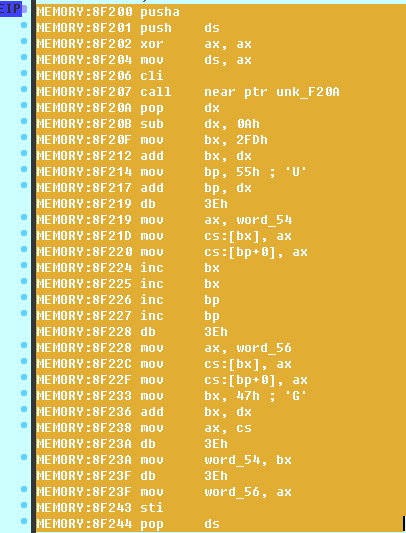 EIP
MEMORY:8F200 pusha
MEMORY:8F201 push ds
MEMORY:8F202 xor ax, ax
MEMORY:8F204 mov ds, ax
MEMORY:8F206 cli
MEMORY:8F207 call near ptr unk_F20A
MEMORY:8F20A pop dx
MEMORY:8F20B sub dx, 0Ah
MEMORY:8F20F mov bx, 2FDh
MEMORY:8F212 add bx, dx
MEMORY:8F214 mov bp, 55h ; 'U'
MEMORY:8F217 add bp, dx
MEMORY:8F219 db 3Eh
MEMORY:8F219 mov ax, word_54
MEMORY:8F21D mov cs:[bx], ax
MEMORY:8F220 mov cs:[bp+0], ax
MEMORY:8F224 inc bx
MEMORY:8F225 inc bx
MEMORY:8F226 inc bp
MEMORY:8F227 inc bp
MEMORY:8F228 db 3Eh
MEMORY:8F228 mov ax, word_56
MEMORY:8F22C mov cs:[bx], ax
MEMORY:8F22F mov cs:[bp+0], ax
MEMORY:8F233 mov bx, 47h ; 'G'
MEMORY:8F236 add bx, dx
MEMORY:8F238 mov ax, cs
MEMORY:8F23A db 3Eh
MEMORY:8F23A mov word_54, bx
MEMORY:8F23F db 3Eh
MEMORY:8F23F mov word_56, ax
MEMORY:8F243 sti
MEMORY:8F244 pop ds